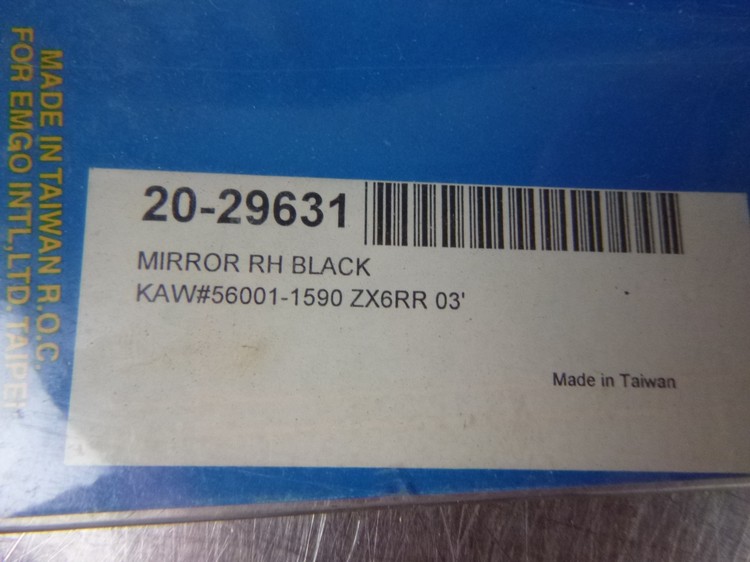 MADE IN TAIWAN R.O.C.
FOR EMGO INTL,LTD.TAIPEI
20-29631
MIRROR RH BLACK
KAW#56001-1590 ZX6RR 03'
Made in Taiwan